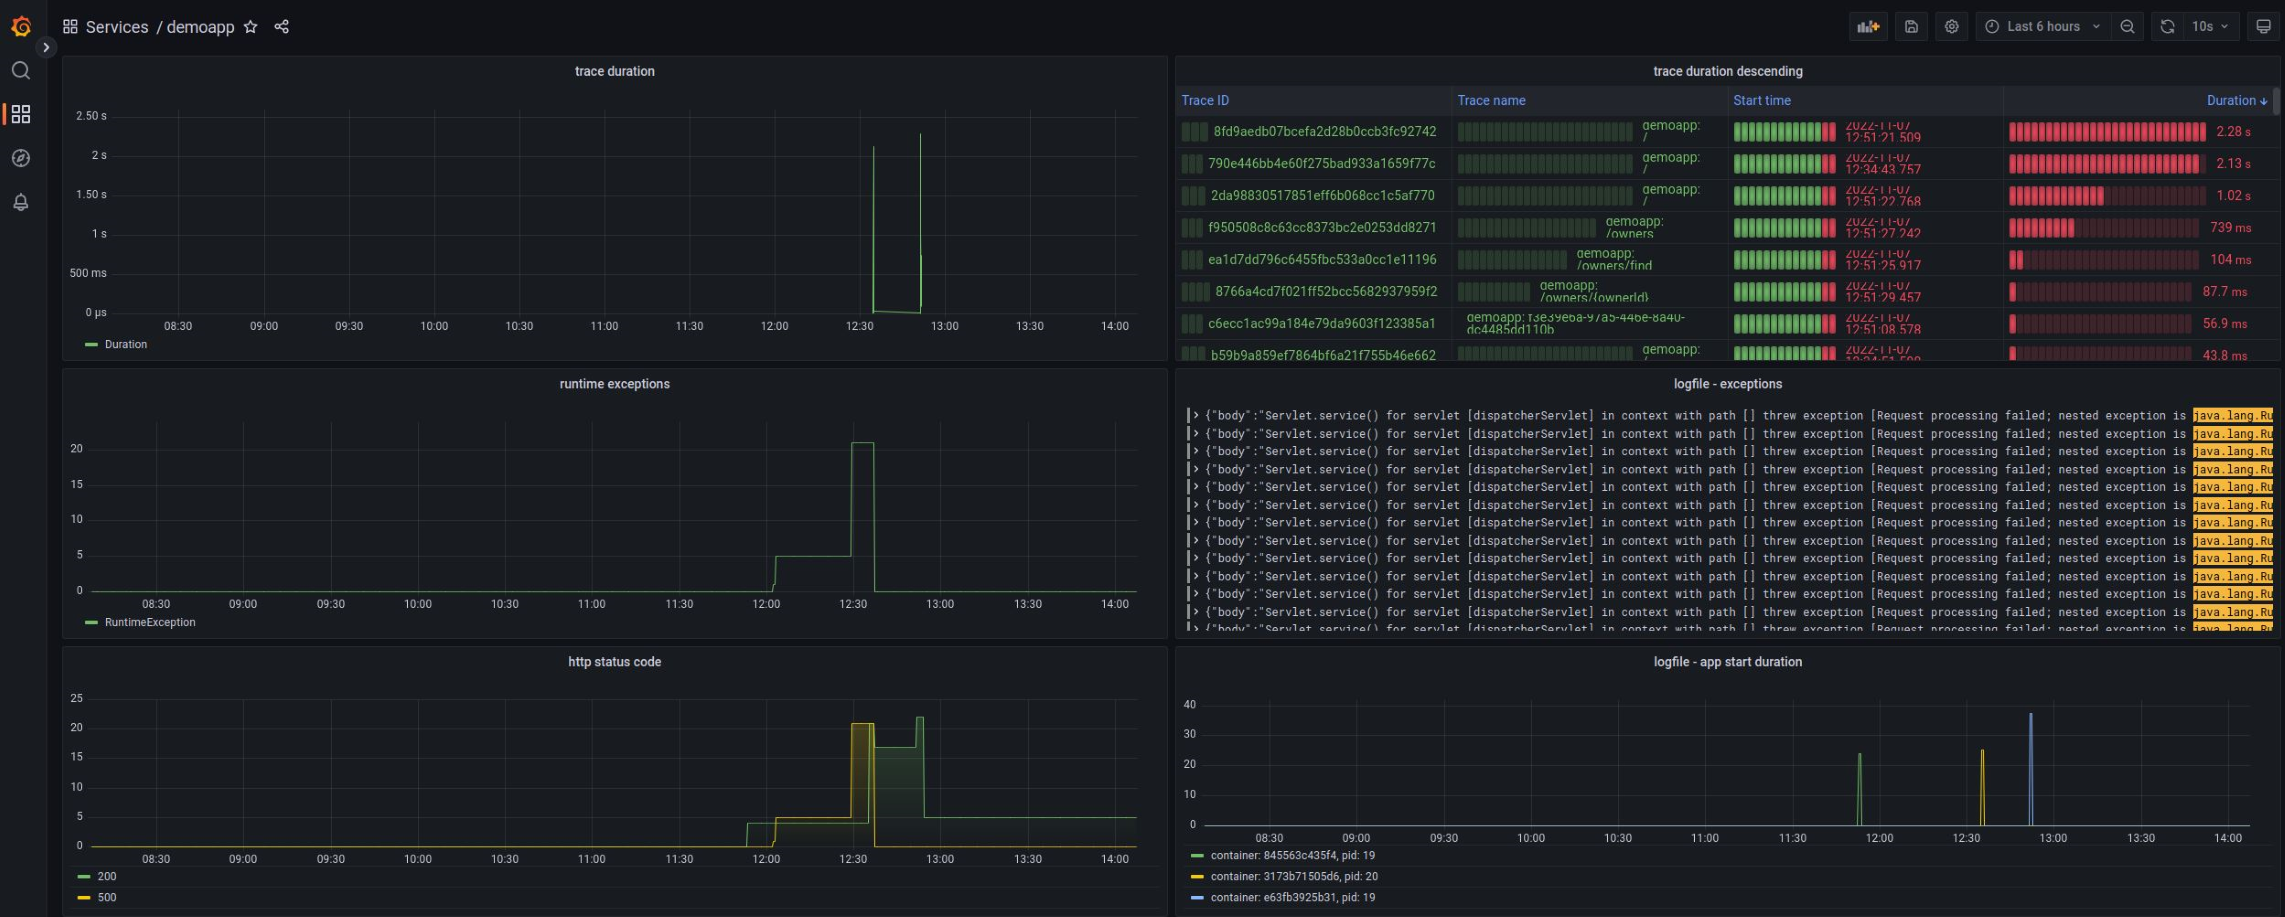 Services / demoapp
Last 6 hours
10s
trace duration
2.50 s
2 s
1.50 s
1 s
500 ms
0 µs
08:30 09:00 09:30 10:00 10:30 11:00 11:30 12:00 12:30 13:00 13:30 14:00
Duration
trace duration descending
Trace ID Trace name Start time Duration
8fd9aedb07bcefa2d28b0ccb3fc92742 demoapp: / 2022-11-07 12:51:21.509 2.28 s
790e446bb4e60f275bad933a1659f77c demoapp: / 2022-11-07 12:34:43.757 2.13 s
2da98830517851eff6b068cc1c5af770 demoapp: / 2022-11-07 12:51:22.768 1.02 s
f950508c8c63cc8373bc2e0253dd8271 demoapp: /owners 2022-11-07 12:51:27.242 739 ms
ea1d7dd796c6455fbc533a0cc1e11196 demoapp: /owners/find 2022-11-07 12:51:25.917 104 ms
8766a4cd7f021ff52bcc5682937959f2 demoapp: /owners/{ownerId} 2022-11-07 12:51:29.457 87.7 ms
c6ecc1ac99a184e79da9603f123385a1 demoapp: f3e39e6a-97a5-446e-8a40-dc4485dd110b 2022-11-07 12:51:08.578 56.9 ms
b59b9a859ef7864bf6a21f755b46e662 demoapp: / 2022-11-07 43.8 ms
runtime exceptions
20
15
10
5
0
08:30 09:00 09:30 10:00 10:30 11:00 11:30 12:00 12:30 13:00 13:30 14:00
RuntimeException
logfile - exceptions
{"body":"Servlet.service() for servlet [dispatcherServlet] in context with path [] threw exception [Request processing failed; nested exception is java.lang.Ru
{"body":"Servlet.service() for servlet [dispatcherServlet] in context with path [] threw exception [Request processing failed; nested exception is java.lang.Ru
{"body":"Servlet.service() for servlet [dispatcherServlet] in context with path [] threw exception [Request processing failed; nested exception is java.lang.Ru
{"body":"Servlet.service() for servlet [dispatcherServlet] in context with path [] threw exception [Request processing failed; nested exception is java.lang.Ru
{"body":"Servlet.service() for servlet [dispatcherServlet] in context with path [] threw exception [Request processing failed; nested exception is java.lang.Ru
{"body":"Servlet.service() for servlet [dispatcherServlet] in context with path [] threw exception [Request processing failed; nested exception is java.lang.Ru
{"body":"Servlet.service() for servlet [dispatcherServlet] in context with path [] threw exception [Request processing failed; nested exception is java.lang.Ru
{"body":"Servlet.service() for servlet [dispatcherServlet] in context with path [] threw exception [Request processing failed; nested exception is java.lang.Ru
{"body":"Servlet.service() for servlet [dispatcherServlet] in context with path [] threw exception [Request processing failed; nested exception is java.lang.Ru
{"body":"Servlet.service() for servlet [dispatcherServlet] in context with path [] threw exception [Request processing failed; nested exception is java.lang.Ru
{"body":"Servlet.service() for servlet [dispatcherServlet] in context with path [] threw exception [Request processing failed; nested exception is java.lang.Ru
{"body":"Servlet.service() for servlet [dispatcherServlet] in context with path [] threw exception [Request processing failed; nested exception is java.lang.Ru
{"body":"Servlet.service() for servlet [dispatcherServlet] in context with path [] threw exception [Request processing failed; nested exception is java.lang.Ru
http status code
25
20
15
10
5
0
08:30 09:00 09:30 10:00 10:30 11:00 11:30 12:00 12:30 13:00 13:30 14:00
200
500
logfile - app start duration
40
30
20
10
0
08:30 09:00 09:30 10:00 10:30 11:00 11:30 12:00 12:30 13:00 13:30 14:00
container: 845563c435f4, pid: 19
container: 3173b71505d6, pid: 20
container: e63fb3925b31, pid: 19